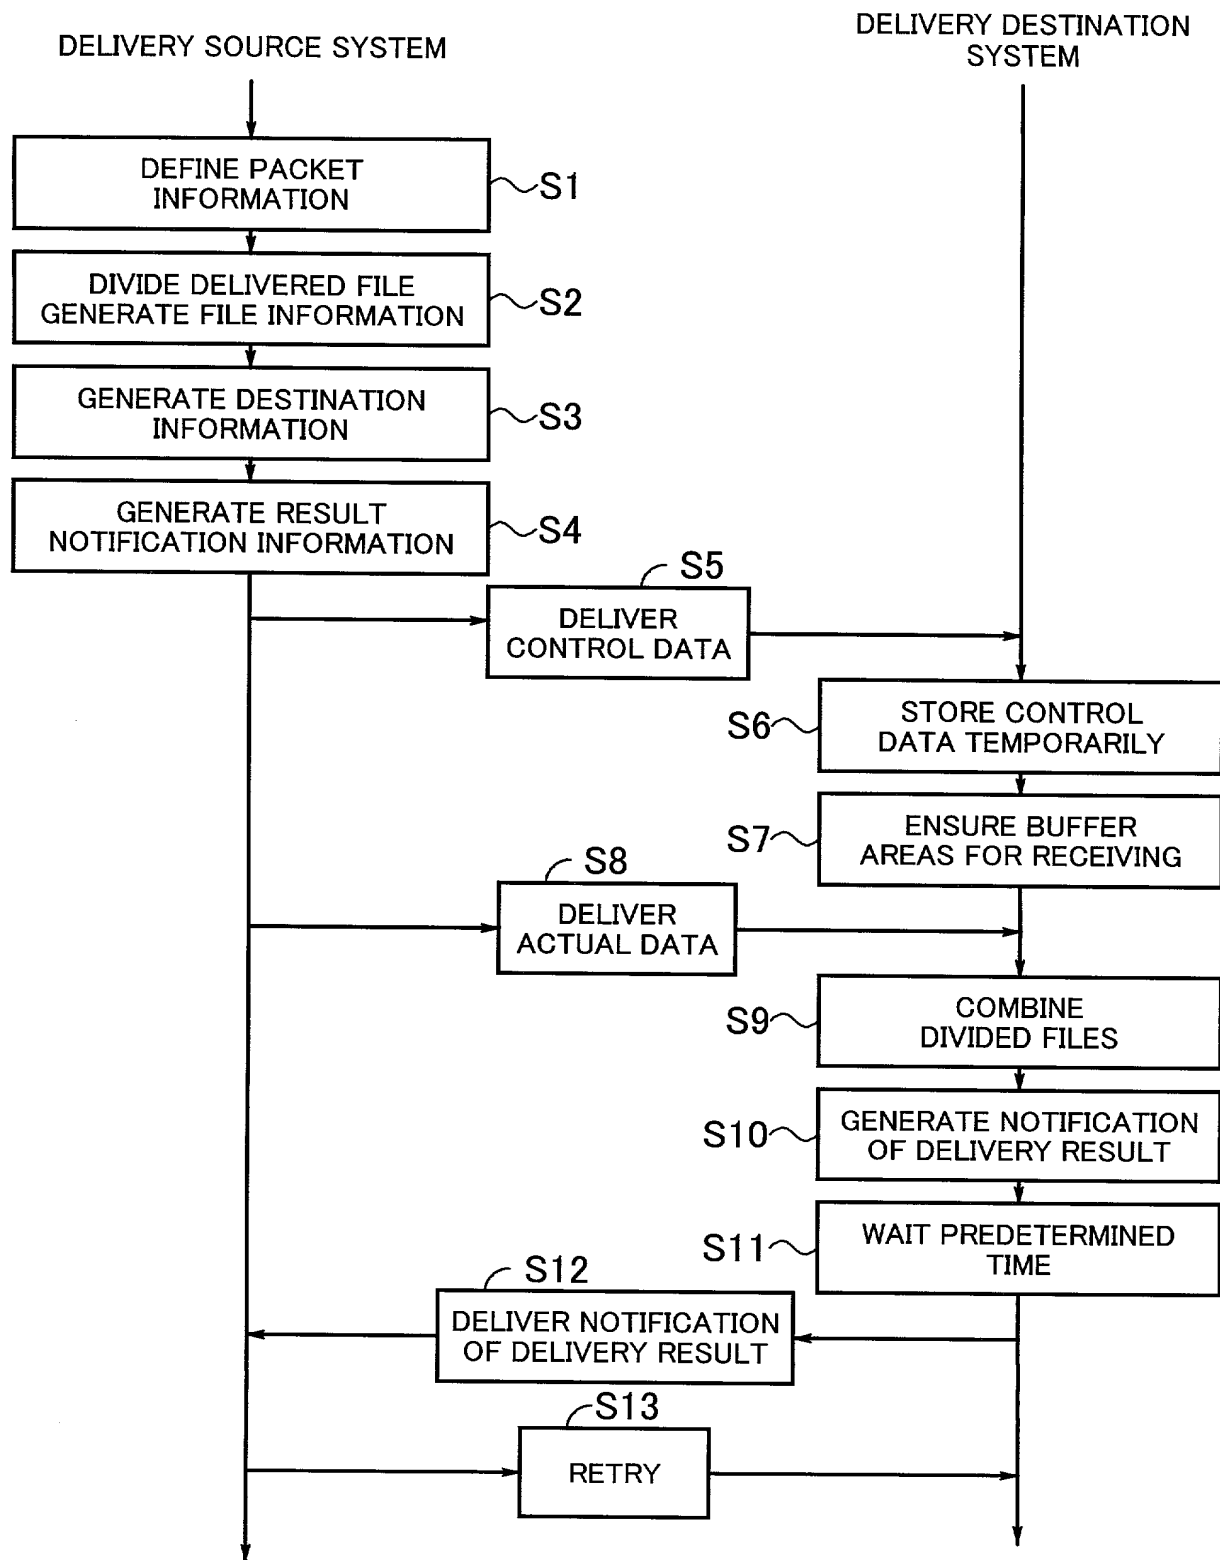 DELIVERY SOURCE SYSTEM
DELIVERY DESTINATION
SYSTEM
DEFINE PACKET
INFORMATION
S1
DIVIDE DELIVERED FILE
GENERATE FILE INFORMATION
S2
GENERATE DESTINATION
INFORMATION
S3
GENERATE RESULT
NOTIFICATION INFORMATION
S4
S5
DELIVER
CONTROL DATA
S6
STORE CONTROL
DATA TEMPORARILY
S7
ENSURE BUFFER
AREAS FOR RECEIVING
S8
DELIVER
ACTUAL DATA
S9
COMBINE
DIVIDED FILES
S10
GENERATE NOTIFICATION
OF DELIVERY RESULT
S11
WAIT PREDETERMINED
TIME
S12
DELIVER NOTIFICATION
OF DELIVERY RESULT
S13
RETRY